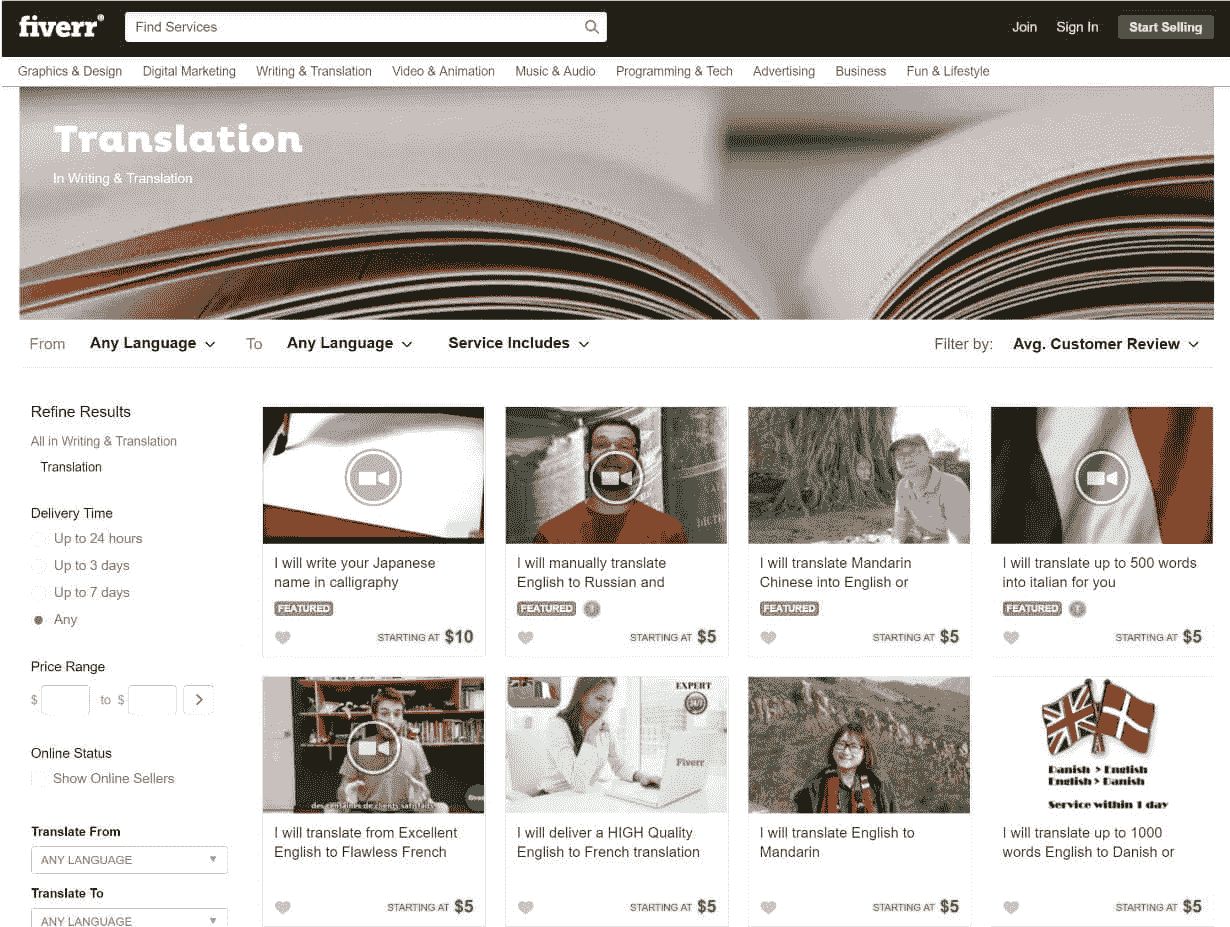 fiverr®
Find Services
Join
Sign In
Start Selling
Graphics & Design
Digital Marketing
Writing & Translation
Video & Animation
Music & Audio
Programming & Tech
Advertising
Business
Fun & Lifestyle
Translation
In Writing & Translation
From
Any Language
To
Any Language
Service Includes
Filter by:
Avg. Customer Review
Refine Results
All in Writing & Translation
Translation
Delivery Time
Up to 24 hours
Up to 3 days
Up to 7 days
Any
Price Range
$
to $
Online Status
Show Online Sellers
Translate From
ANY LANGUAGE
Translate To
ANY LANGUAGE
I will write your Japanese
name in calligraphy
FEATURED
STARTING AT $10
I will manually translate
English to Russian and
FEATURED
STARTING AT $5
I will translate Mandarin
Chinese into English or
FEATURED
STARTING AT $5
I will translate up to 500 words
into italian for you
FEATURED
STARTING AT $5
des centaines de clients satisfaits
I will translate from Excellent
English to Flawless French
STARTING AT $5
EXPERT
Fiverr
I will deliver a HIGH Quality
English to French translation
STARTING AT $5
I will translate English to
Mandarin
STARTING AT $5
Danish > English
English > Danish
Service within 1 day
I will translate up to 1000
words English to Danish or
STARTING AT $5